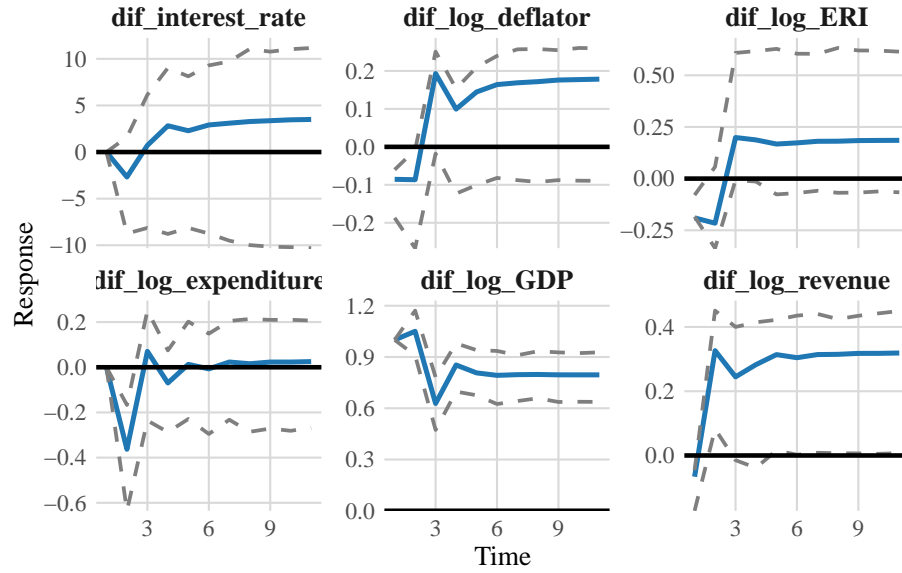 dif_interest_rate
dif_log_deflator
dif_log_ERI
10
5
0
−5
−10
0.2
0.1
0.0
−0.1
−0.2
0.50
0.25
0.00
−0.25
dif_log_expenditure
dif_log_GDP
dif_log_revenue
0.2
0.0
−0.2
−0.4
−0.6
1.2
0.9
0.6
0.3
0.0
0.4
0.2
0.0
3 6 9
3 6 9
3 6 9
Time
Response